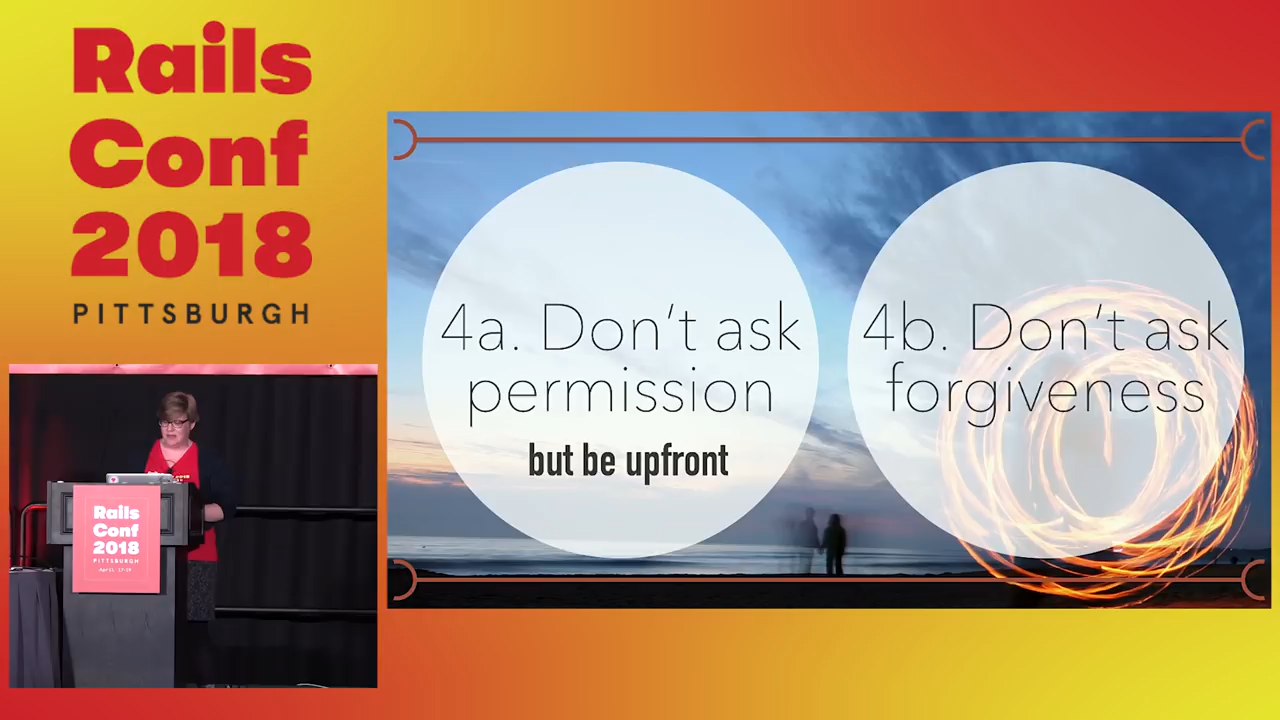 Rails
Conf
2018
PITTSBURGH
4a. Don't ask
permission
but be upfront
4b. Don't ask
forgiveness
Rails
Conf
2018
PITTSBURGH